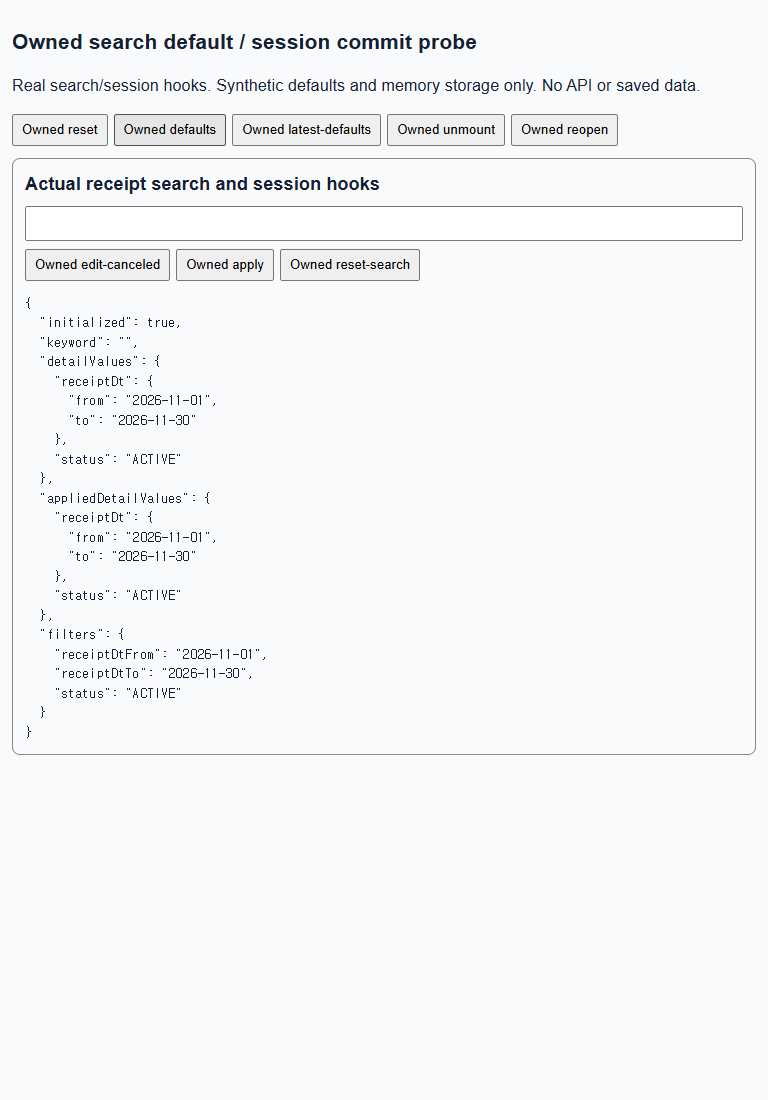 Owned search default / session commit probe
Real search/session hooks. Synthetic defaults and memory storage only. No API or saved data.
Owned reset Owned defaults Owned latest-defaults Owned unmount Owned reopen
Actual receipt search and session hooks
Owned edit-canceled Owned apply Owned reset-search
{
  "initialized": true,
  "keyword": "",
  "detailValues": {
    "receiptDt": {
      "from": "2026-11-01",
      "to": "2026-11-30"
    },
    "status": "ACTIVE"
  },
  "appliedDetailValues": {
    "receiptDt": {
      "from": "2026-11-01",
      "to": "2026-11-30"
    },
    "status": "ACTIVE"
  },
  "filters": {
    "receiptDtFrom": "2026-11-01",
    "receiptDtTo": "2026-11-30",
    "status": "ACTIVE"
  }
}